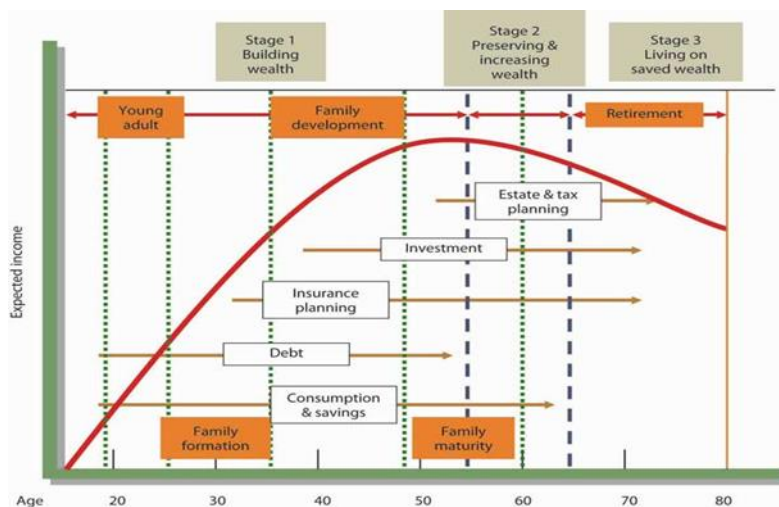 Stage 1
Building
wealth
Stage 2
Preserving &
increasing
wealth
Stage 3
Living on
saved wealth
Young
adult
Family
development
Retirement
Estate & tax
planning
Investment
Insurance
planning
Debt
Consumption
& savings
Family
formation
Family
maturity
Expected income
Age 20 30 40 50 60 70 80